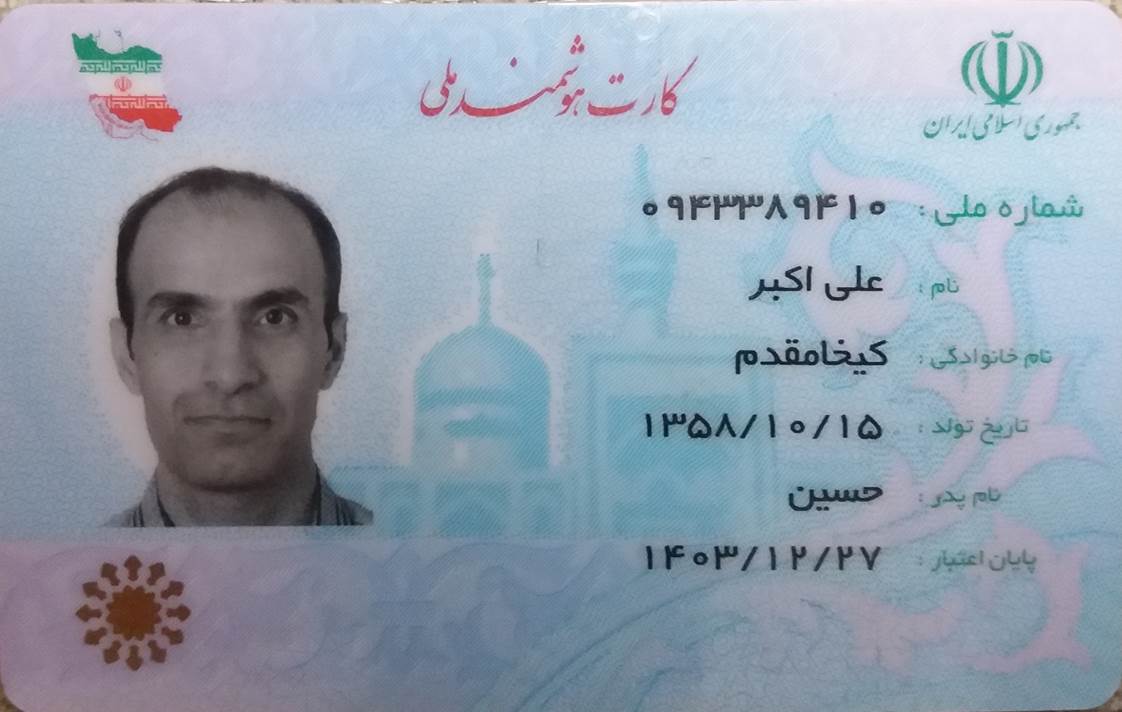 کارت هوشمند ملی
جمهوری اسلامی ایران
شماره ملی : ۰۹۴۳۳۸۹۴۱۰
نام : علی اکبر
نام خانوادگی : کیخامقدم
تاریخ تولد : ۱۳۵۸/۱۰/۱۵
نام پدر : حسین
پایان اعتبار : ۱۴۰۳/۱۲/۲۷